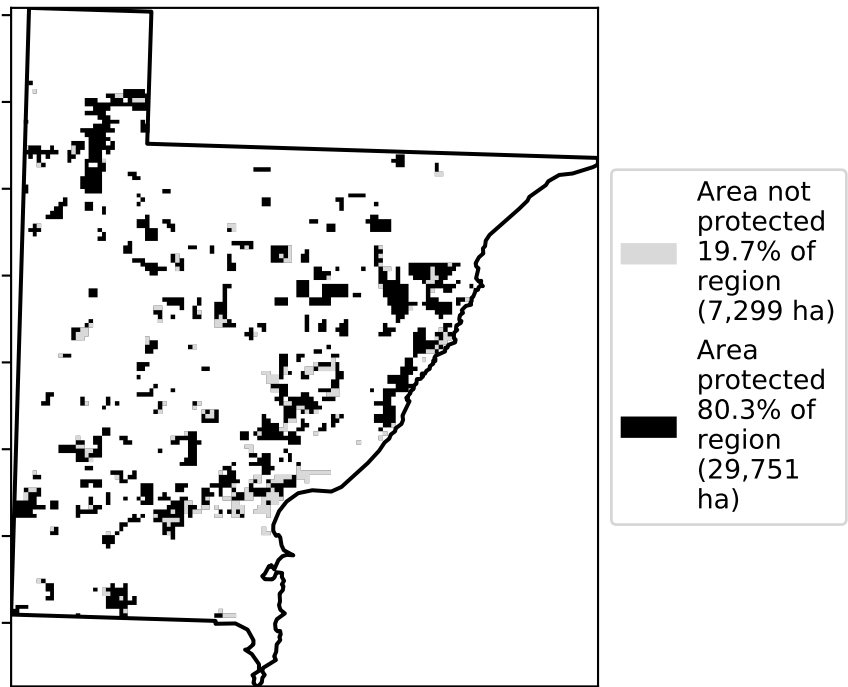 Area not
protected
19.7% of
region
(7,299 ha)
Area
protected
80.3% of
region
(29,751
ha)